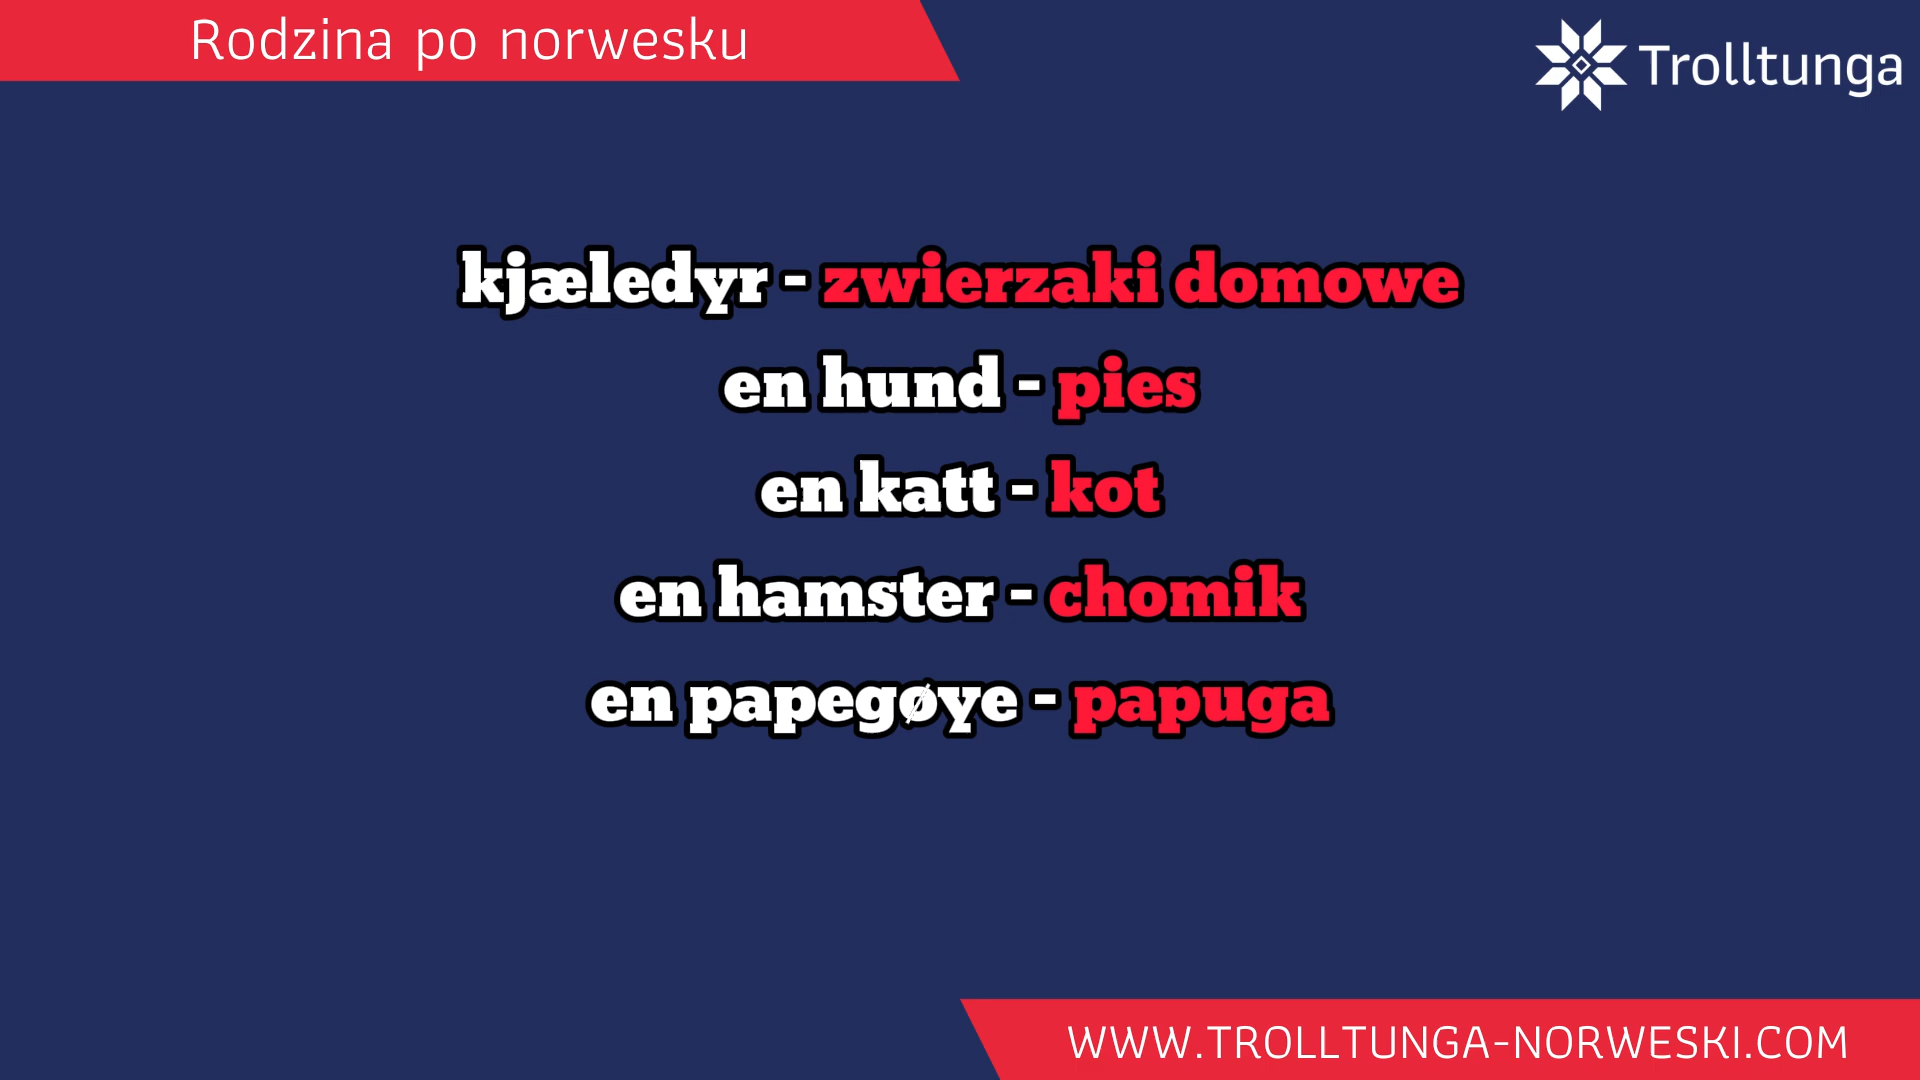 Rodzina po norwesku
Trolltunga
kjæledyr - zwierzaki domowe
en hund - pies
en katt - kot
en hamster - chomik
en papegøye - papuga
WWW.TROLLTUNGA-NORWESKI.COM